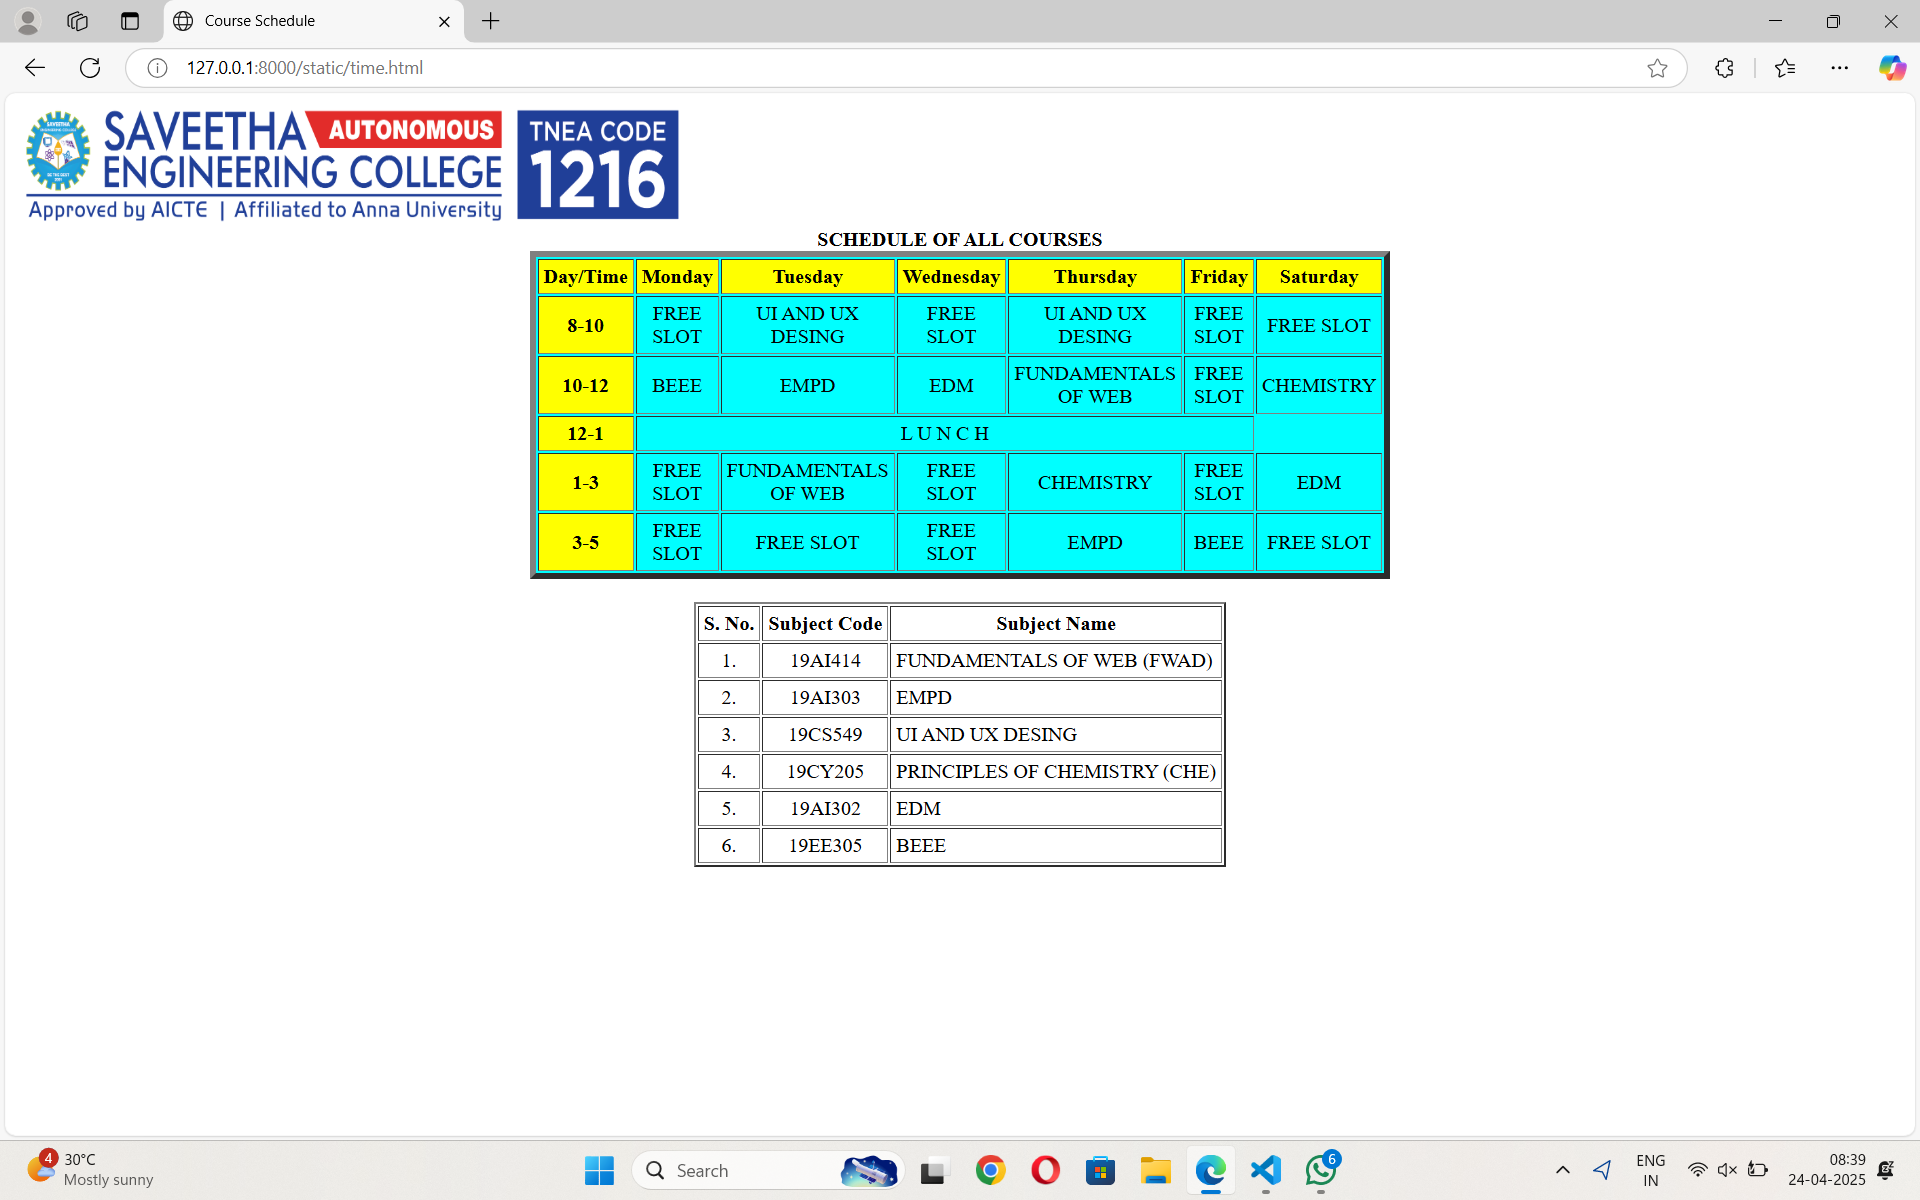 Course Schedule
127.0.0.1:8000/static/time.html
SAVEETHA AUTONOMOUS
ENGINEERING COLLEGE
Approved by AICTE | Affiliated to Anna University
TNEA CODE
1216
SCHEDULE OF ALL COURSES
Day/Time Monday Tuesday Wednesday Thursday Friday Saturday
8-10 FREE SLOT UI AND UX DESING FREE SLOT UI AND UX DESING FREE SLOT FREE SLOT
10-12 BEEE EMPD EDM FUNDAMENTALS OF WEB FREE SLOT CHEMISTRY
12-1 L U N C H
1-3 FREE SLOT FUNDAMENTALS OF WEB FREE SLOT CHEMISTRY FREE SLOT EDM
3-5 FREE SLOT FREE SLOT FREE SLOT EMPD BEEE FREE SLOT
S. No. Subject Code Subject Name
1. 19AI414 FUNDAMENTALS OF WEB (FWAD)
2. 19AI303 EMPD
3. 19CS549 UI AND UX DESING
4. 19CY205 PRINCIPLES OF CHEMISTRY (CHE)
5. 19AI302 EDM
6. 19EE305 BEEE
4
30°C
Mostly sunny
Search
6
ENG
IN
08:39
24-04-2025